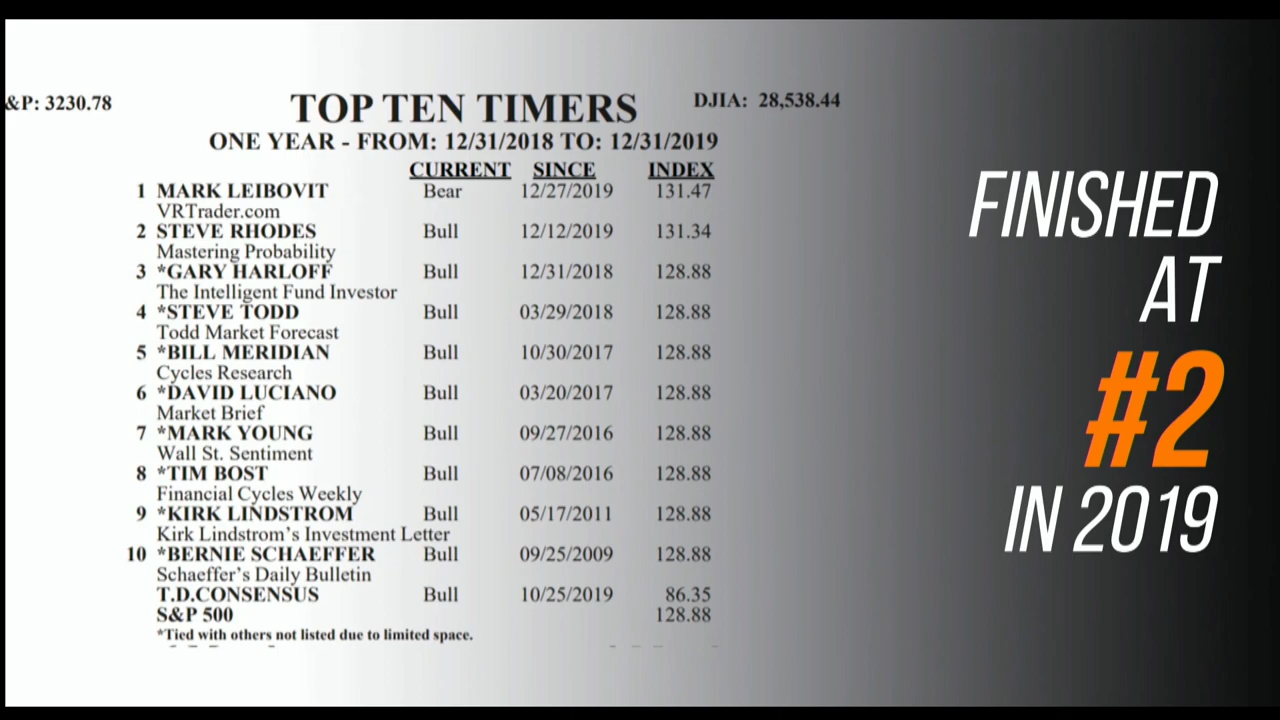 &P: 3230.78
TOP TEN TIMERS
DJIA: 28,538.44
ONE YEAR - FROM: 12/31/2018 TO: 12/31/2019
CURRENT SINCE INDEX
1 MARK LEIBOVIT Bear 12/27/2019 131.47
VRTrader.com
2 STEVE RHODES Bull 12/12/2019 131.34
Mastering Probability
3 *GARY HARLOFF Bull 12/31/2018 128.88
The Intelligent Fund Investor
4 *STEVE TODD Bull 03/29/2018 128.88
Todd Market Forecast
5 *BILL MERIDIAN Bull 10/30/2017 128.88
Cycles Research
6 *DAVID LUCIANO Bull 03/20/2017 128.88
Market Brief
7 *MARK YOUNG Bull 09/27/2016 128.88
Wall St. Sentiment
8 *TIM BOST Bull 07/08/2016 128.88
Financial Cycles Weekly
9 *KIRK LINDSTROM Bull 05/17/2011 128.88
Kirk Lindstrom's Investment Letter
10 *BERNIE SCHAEFFER Bull 09/25/2009 128.88
Schaeffer's Daily Bulletin
T.D.CONSENSUS Bull 10/25/2019 86.35
S&P 500 128.88
*Tied with others not listed due to limited space.
FINISHED
AT
#2
IN 2019